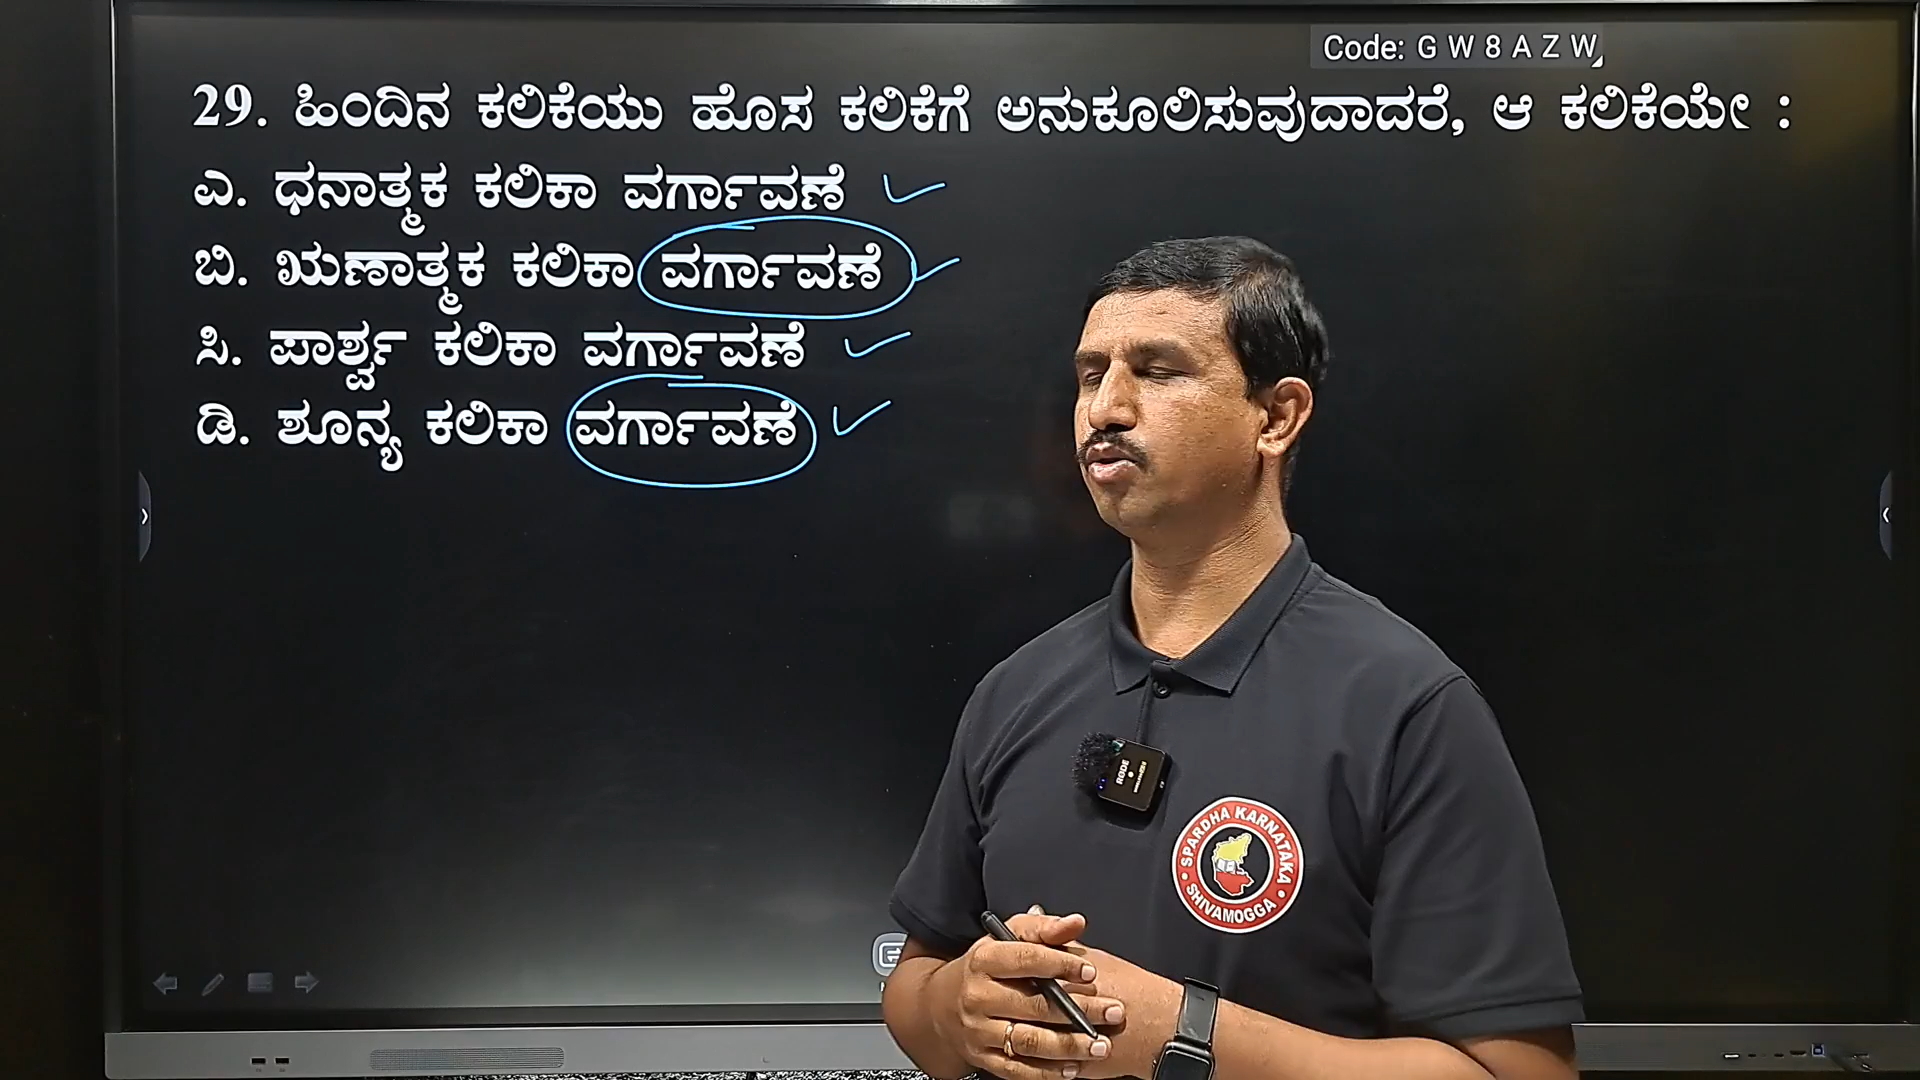 Code: G W 8 A Z W
29. ಹಿಂದಿನ ಕಲಿಕೆಯು ಹೊಸ ಕಲಿಕೆಗೆ ಅನುಕೂಲಿಸುವುದಾದರೆ, ಆ ಕಲಿಕೆಯೇ :
ಎ. ಧನಾತ್ಮಕ ಕಲಿಕಾ ವರ್ಗಾವಣೆ
ಬಿ. ಋಣಾತ್ಮಕ ಕಲಿಕಾ ವರ್ಗಾವಣೆ
ಸಿ. ಪಾರ್ಶ್ವ ಕಲಿಕಾ ವರ್ಗಾವಣೆ
ಡಿ. ಶೂನ್ಯ ಕಲಿಕಾ ವರ್ಗಾವಣೆ
RODE
SPARDHA KARNATAKA
SHIVAMOGGA